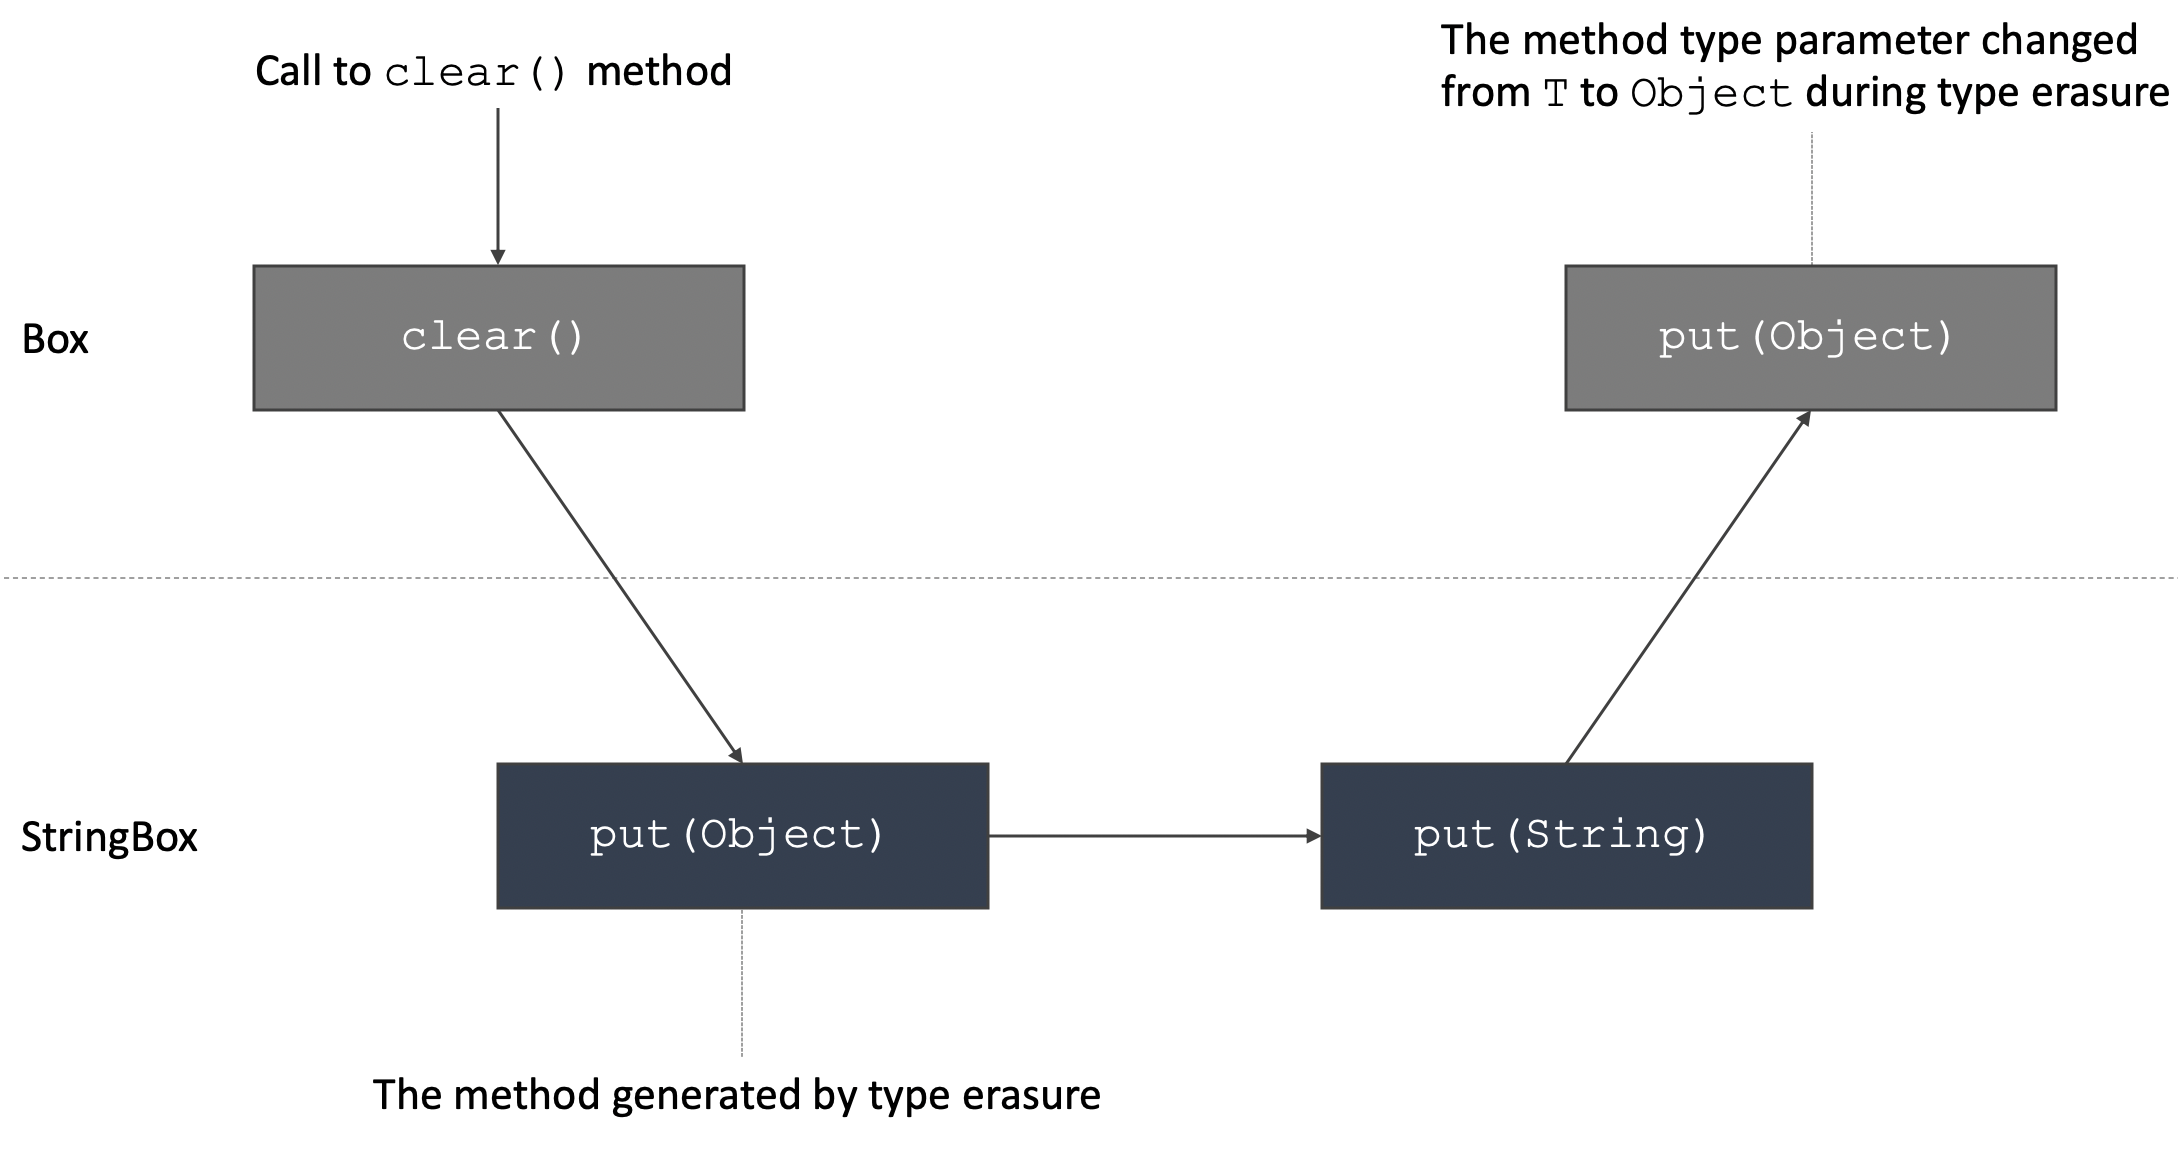 Call to clear() method
The method type parameter changed
from T to Object during type erasure
Box
clear()
put(Object)
StringBox
put(Object)
put(String)
The method generated by type erasure